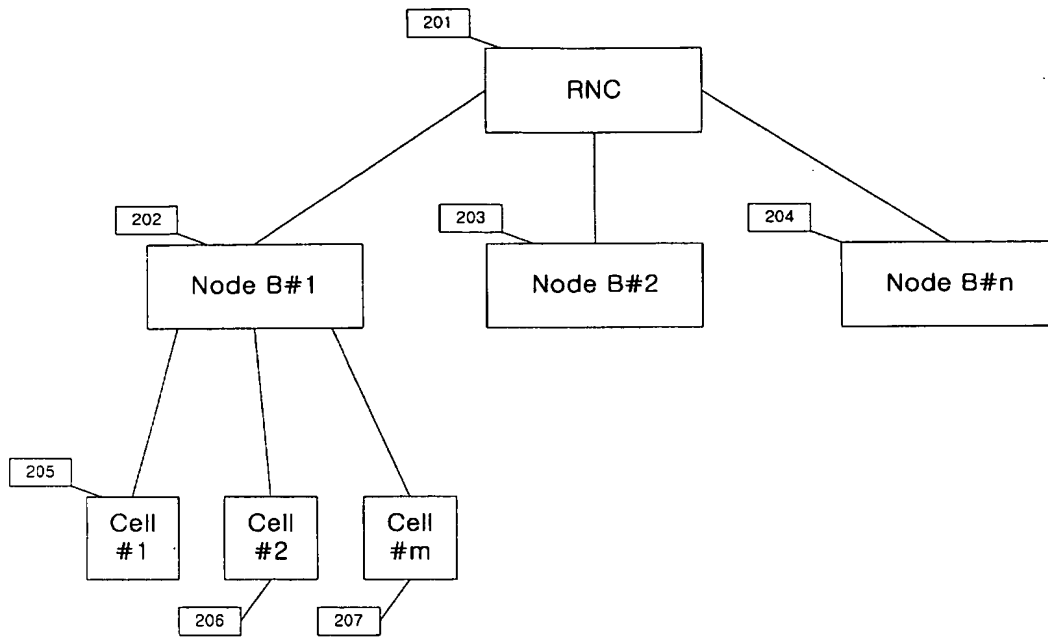 201
RNC
202
203
204
Node B#1
Node B#2
Node B#n
205
Cell
#1
Cell
#2
Cell
#m
206
207